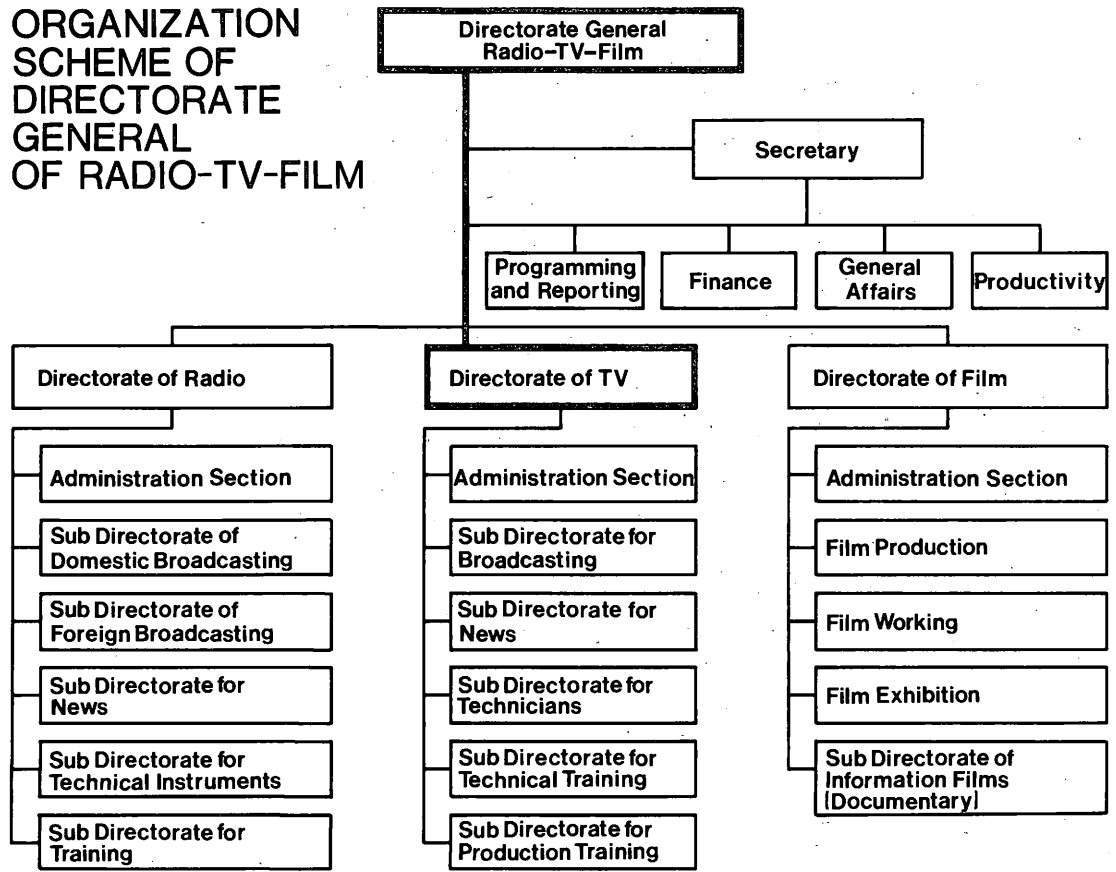 ORGANIZATION
SCHEME OF
DIRECTORATE
GENERAL
OF RADIO-TV-FILM
Directorate General
Radio-TV-Film
Secretary
Programming
and Reporting
Finance
General
Affairs
Productivity
Directorate of Radio
Administration Section
Sub Directorate of
Domestic Broadcasting
Sub Directorate of
Foreign Broadcasting
Sub Directorate for
News
Sub Directorate for
Technical Instruments
Sub Directorate for
Training
Directorate of TV
Administration Section
Sub Directorate for
Broadcasting
Sub Directorate for
News
Sub Directorate for
Technicians
Sub Directorate for
Technical Training
Sub Directorate for
Production Training
Directorate of Film
Administration Section
Film Production
Film Working
Film Exhibition
Sub Directorate of
Information Films
(Documentary)